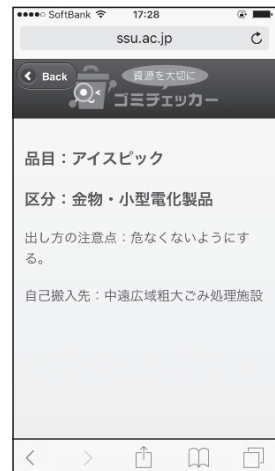 SoftBank 17:28
ssu.ac.jp
Back
資源を大切に
ゴミチェッカー
品目：アイスピック
区分：金物・小型電化製品
出し方の注意点：危なくないようにす
る。
自己搬入先：中遠広域粗大ごみ処理施設